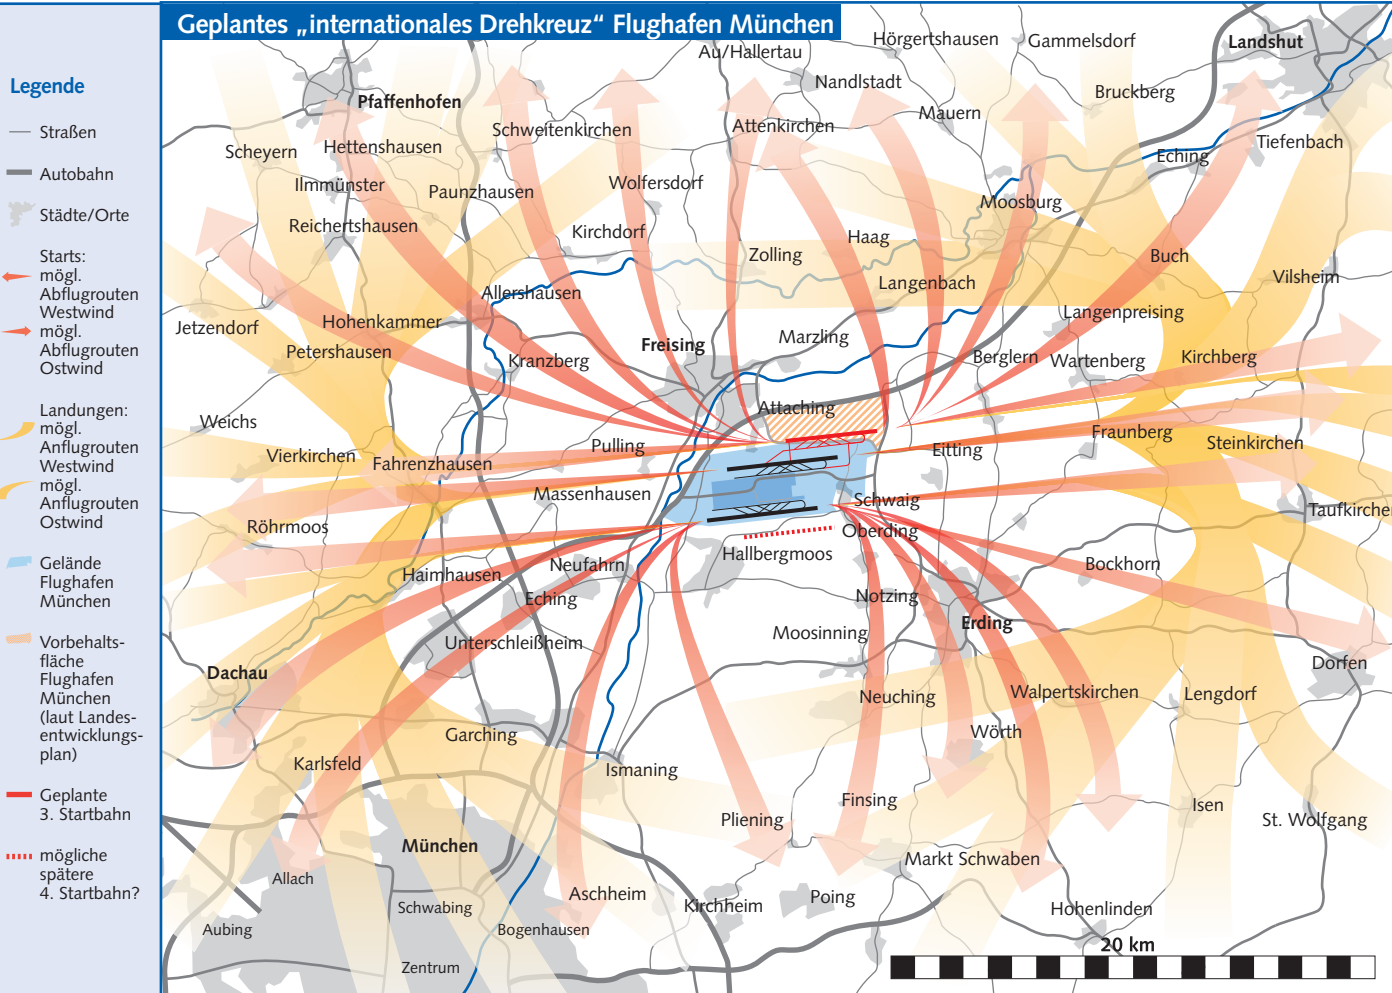 Geplantes „internationales Drehkreuz“ Flughafen München
Legende
Straßen
Autobahn
Städte/Orte
Starts:
mögl.
Abflugrouten
Westwind
mögl.
Abflugrouten
Ostwind
Landungen:
mögl.
Anflugrouten
Westwind
mögl.
Anflugrouten
Ostwind
Gelände
Flughafen
München
Vorbehalts-
fläche
Flughafen
München
(laut Landes-
entwicklungs-
plan)
Geplante
3. Startbahn
mögliche
spätere
4. Startbahn?
Au/Hallertau
Hörgertshausen
Gammelsdorf
Landshut
Pfaffenhofen
Nandlstadt
Bruckberg
Mauern
Schweitenkirchen
Attenkirchen
Scheyern
Hettenshausen
Eching
Tiefenbach
Ilmmünster
Paunzhausen
Wolfersdorf
Moosburg
Reichertshausen
Kirchdorf
Haag
Zolling
Buch
Vilsheim
Allershausen
Langenbach
Jetzendorf
Hohenkammer
Langenpreising
Petershausen
Kranzberg
Freising
Marzling
Berglern
Wartenberg
Kirchberg
Weichs
Attaching
Vierkirchen
Fahrenzhausen
Pulling
Eitting
Fraunberg
Steinkirchen
Massenhausen
Schwaig
Taufkirchen
Röhrmoos
Oberding
Hallbergmoos
Haimhausen
Neufahrn
Bockhorn
Eching
Notzing
Unterschleißheim
Moosinning
Erding
Dachau
Dorfen
Neuching
Walpertskirchen
Lengdorf
Garching
Wörth
Karlsfeld
Ismaning
Finsing
Isen
Pliening
St. Wolfgang
München
Markt Schwaben
Allach
Aschheim
Poing
Schwabing
Kirchheim
Hohenlinden
Aubing
Bogenhausen
20 km
Zentrum